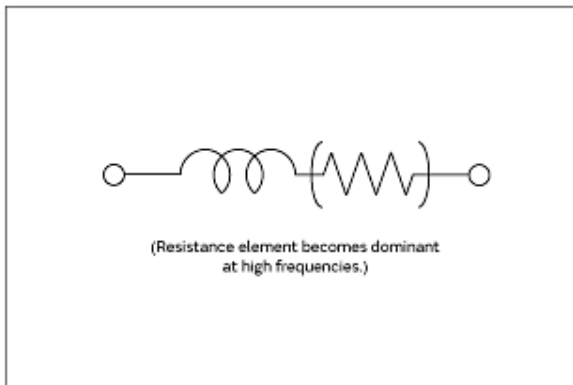 (Resistance element becomes dominant
at high frequencies.)